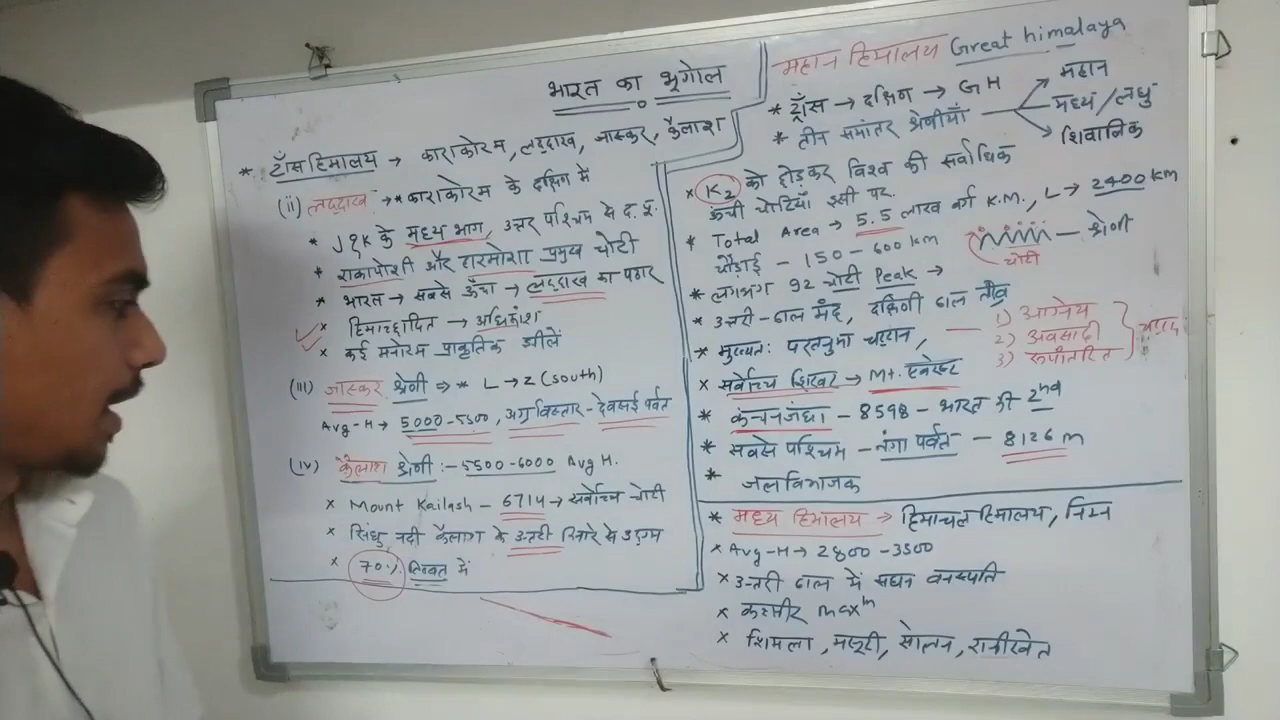 भारत का भूगोल
* ट्राँस हिमालय → काराकोरम, लद्दाख, जास्कर, कैलाश
(ii) लद्दाख → * काराकोरम के दक्षिण में
* J&K के मध्य भाग, उत्तर पश्चिम से द. पू.
* राकापोशी और हारमोश प्रमुख चोटी
* भारत → सबसे ऊँचा → लद्दाख का पठार
* हिमाच्छादित → अधिकांश
* कई मनोरम प्राकृतिक झीलें
(iii) जास्कर श्रेणी ⇒ * L → Z (South)
Avg-H → 5000-5500, अग्र विस्तार - देवसाई पर्वत
(iv) कैलाश श्रेणी :- 5500-6000 Avg H.
* Mount Kailash - 6714 → सर्वोच्च चोटी
* सिंधु नदी कैलाश के उत्तरी से उद्गम
* 70% तिब्बत में
महान हिमालय Great himalaya
* ट्राँस → दक्षिण → GH
* तीन समांतर श्रेणीयाँ
महान
मध्य / लघु
शिवालिक
* K2 को छोड़कर विश्व की सर्वाधिक
ऊंची चोटियाँ इसी पर.
* Total Area → 5.5 लाख वर्ग K.M., L → 2400 km
चौड़ाई - 150-600 km
श्रेणी
चोटी
* लगभग 92 चोटी Peak →
* उत्तरी - ढाल मंद, दक्षिणी ढाल तीव्र
* मुख्यतः परतनुमा चट्टान,
1) आग्नेय
2) अवसादी
3) रूपांतरित
चट्टान
* सर्वोच्च शिखर → Mt. एवरेस्ट
* कंचनजंघा - 8598 - भारत की 2nd
* सबसे पश्चिम - नंगा पर्वत - 8126 m
* जलविभाजक
* मध्य हिमालय → हिमाचल हिमालय, निम्न
* Avg-H → 2800-3500
* उत्तरी ढाल में सघन वनस्पति
* कश्मीर maxm
* शिमला, मसूरी, सोलन, रानीखेत